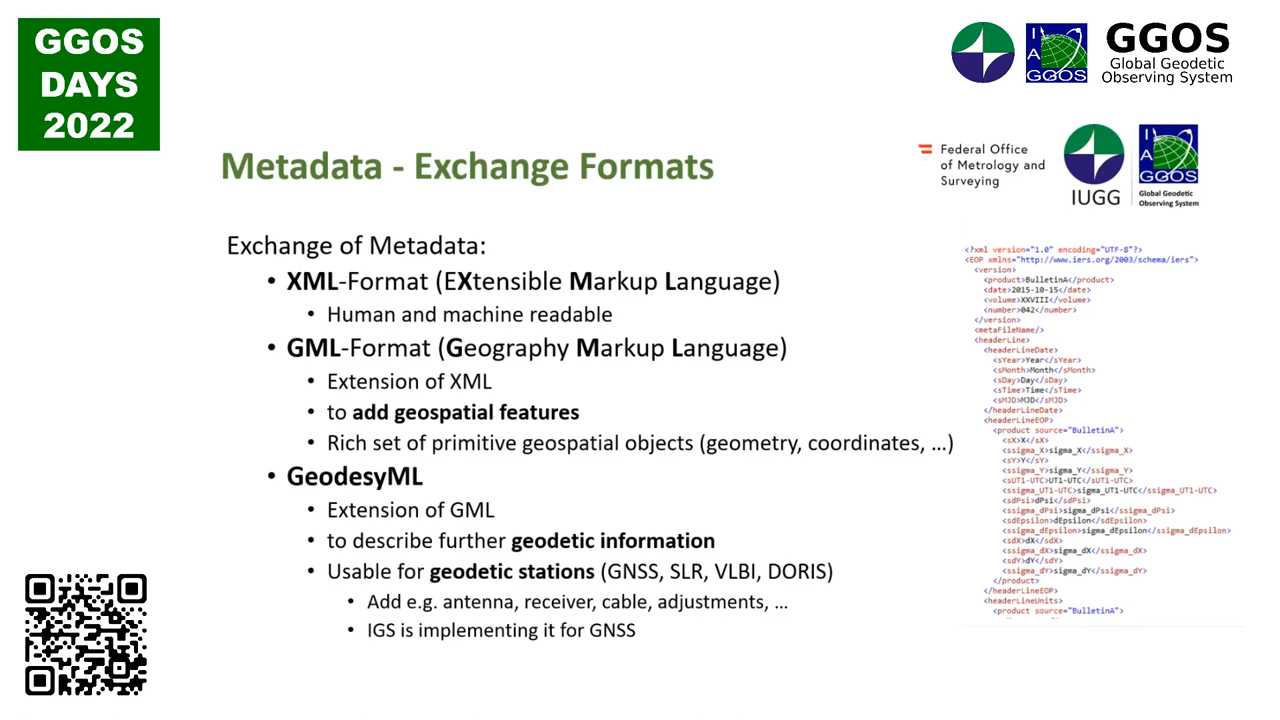 GGOS
DAYS
2022
GGOS
Global Geodetic
Observing System
I
A
GGOS
Metadata - Exchange Formats
Federal Office
of Metrology and
Surveying
IUGG
I
A
GGOS
Global Geodetic
Observing System
Exchange of Metadata:
• XML-Format (EXtensible Markup Language)
• Human and machine readable
• GML-Format (Geography Markup Language)
• Extension of XML
• to add geospatial features
• Rich set of primitive geospatial objects (geometry, coordinates, …)
• GeodesyML
• Extension of GML
• to describe further geodetic information
• Usable for geodetic stations (GNSS, SLR, VLBI, DORIS)
• Add e.g. antenna, receiver, cable, adjustments, …
• IGS is implementing it for GNSS
<?xml version="1.0" encoding="UTF-8"?>
<EOP xmlns="http://www.iers.org/2003/schema/iers">
<version>
<product>BulletinA</product>
<date>2015-10-15</date>
<volume>XXVIII</volume>
<number>042</number>
</version>
<metaFileName/>
<headerLine>
<headerLineDate>
<sYear>Year</sYear>
<sMonth>Month</sMonth>
<sDay>Day</sDay>
<sTime>Time</sTime>
<sMJD>MJD</sMJD>
</headerLineDate>
<headerLineEOP>
<product source="BulletinA">
<sX>X</sX>
<ssigma_X>sigma_X</ssigma_X>
<sY>Y</sY>
<ssigma_Y>sigma_Y</ssigma_Y>
<sUT1-UTC>UT1-UTC</sUT1-UTC>
<ssigma_UT1-UTC>sigma_UT1-UTC</ssigma_UT1-UTC>
<sdPsi>dPsi</sdPsi>
<ssigma_dPsi>sigma_dPsi</ssigma_dPsi>
<sdEpsilon>dEpsilon</sdEpsilon>
<ssigma_dEpsilon>sigma_dEpsilon</ssigma_dEpsilon>
<sdX>dX</sdX>
<ssigma_dX>sigma_dX</ssigma_dX>
<sdY>dY</sdY>
<ssigma_dY>sigma_dY</ssigma_dY>
</product>
</headerLineEOP>
<headerLineUnits>
<product source="BulletinA">